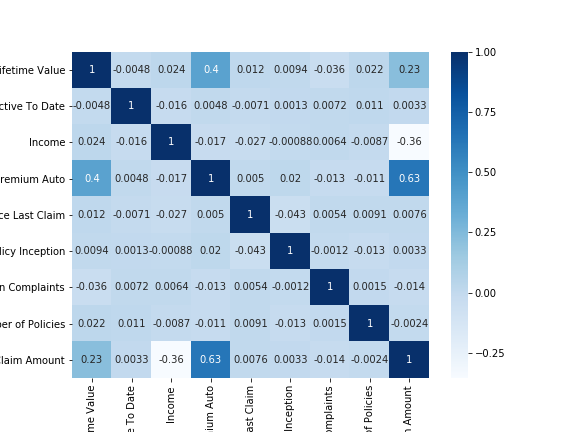 ifetime Value 1 -0.0048 0.024 0.4 0.012 0.0094 -0.036 0.022 0.23
ctive To Date -0.0048 1 -0.016 0.0048 -0.0071 0.0013 0.0072 0.011 0.0033
Income 0.024 -0.016 1 -0.017 -0.027 -0.00088 0.0064 -0.0087 -0.36
remium Auto 0.4 0.0048 -0.017 1 0.005 0.02 -0.013 -0.011 0.63
ce Last Claim 0.012 -0.0071 -0.027 0.005 1 -0.043 0.0054 0.0091 0.0076
licy Inception 0.0094 0.0013 -0.00088 0.02 -0.043 1 -0.0012 -0.013 0.0033
n Complaints -0.036 0.0072 0.0064 -0.013 0.0054 -0.0012 1 0.0015 -0.014
er of Policies 0.022 0.011 -0.0087 -0.011 0.0091 -0.013 0.0015 1 -0.0024
Claim Amount 0.23 0.0033 -0.36 0.63 0.0076 0.0033 -0.014 -0.0024 1
me Value
e To Date
Income
ium Auto
ast Claim
Inception
mplaints
of Policies
n Amount
1.00
0.75
0.50
0.25
0.00
-0.25